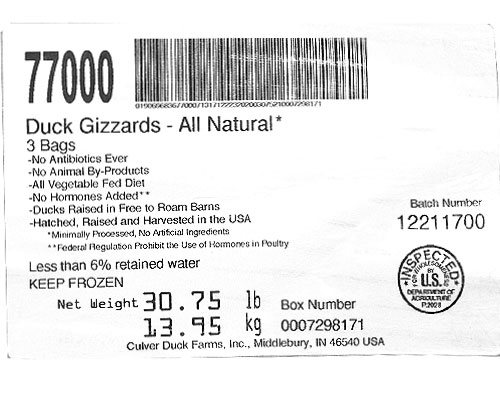 77000
Duck Gizzards - All Natural*
3 Bags
-No Antibiotics Ever
-No Animal By-Products
-All Vegetable Fed Diet
-No Hormones Added**
-Ducks Raised in Free to Roam Barns
-Hatched, Raised and Harvested in the USA
*Minimally Processed, No Artificial Ingredients
**Federal Regulation Prohibit the Use of Hormones in Poultry
Batch Number
12211700
Less than 6% retained water
KEEP FROZEN
INSPECTED
FOR WHOLESOMENESS
BY
U.S.
DEPARTMENT OF
AGRICULTURE
P-2028
Net Weight 30.75 lb
13.95 kg
Box Number
0007298171
Culver Duck Farms, Inc., Middlebury, IN 46540 USA